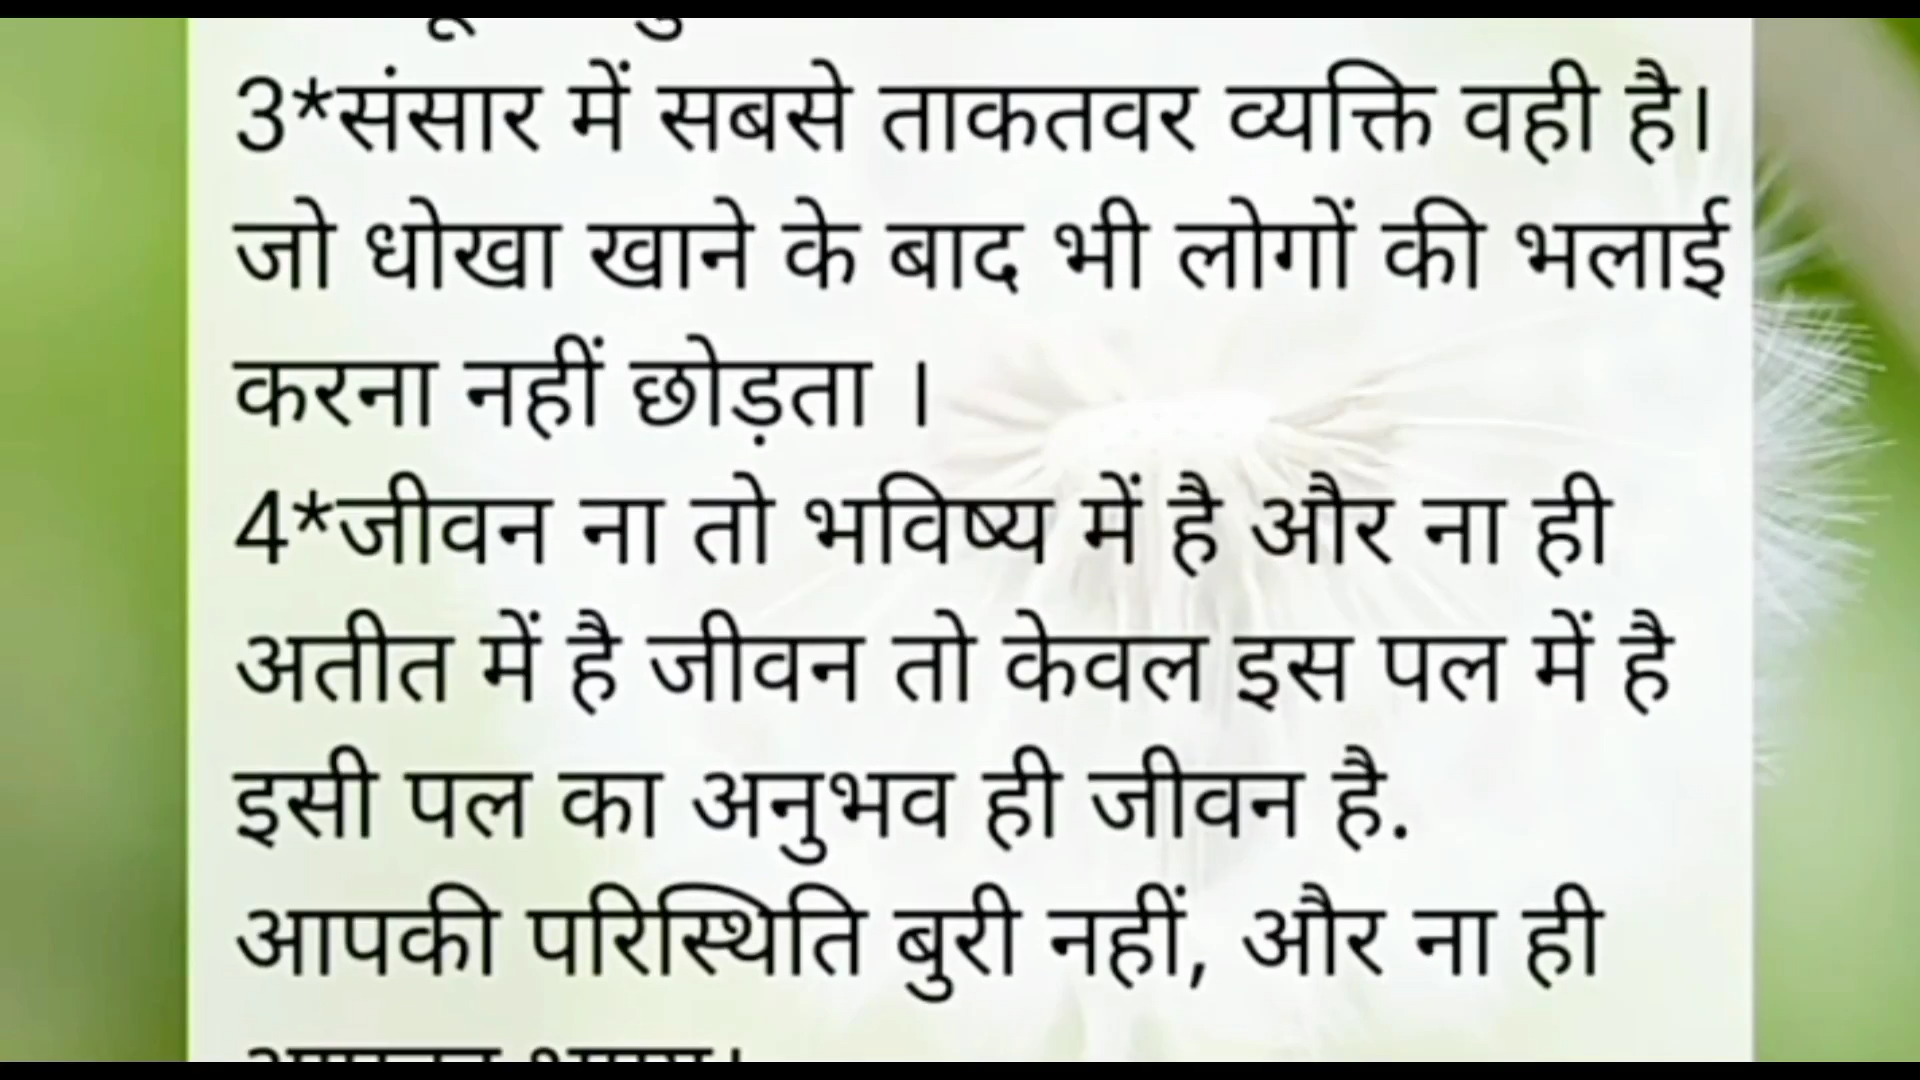 3*संसार में सबसे ताकतवर व्यक्ति वही है।
जो धोखा खाने के बाद भी लोगों की भलाई
करना नहीं छोड़ता ।
4*जीवन ना तो भविष्य में है और ना ही
अतीत में है जीवन तो केवल इस पल में है
इसी पल का अनुभव ही जीवन है.
आपकी परिस्थिति बुरी नहीं, और ना ही